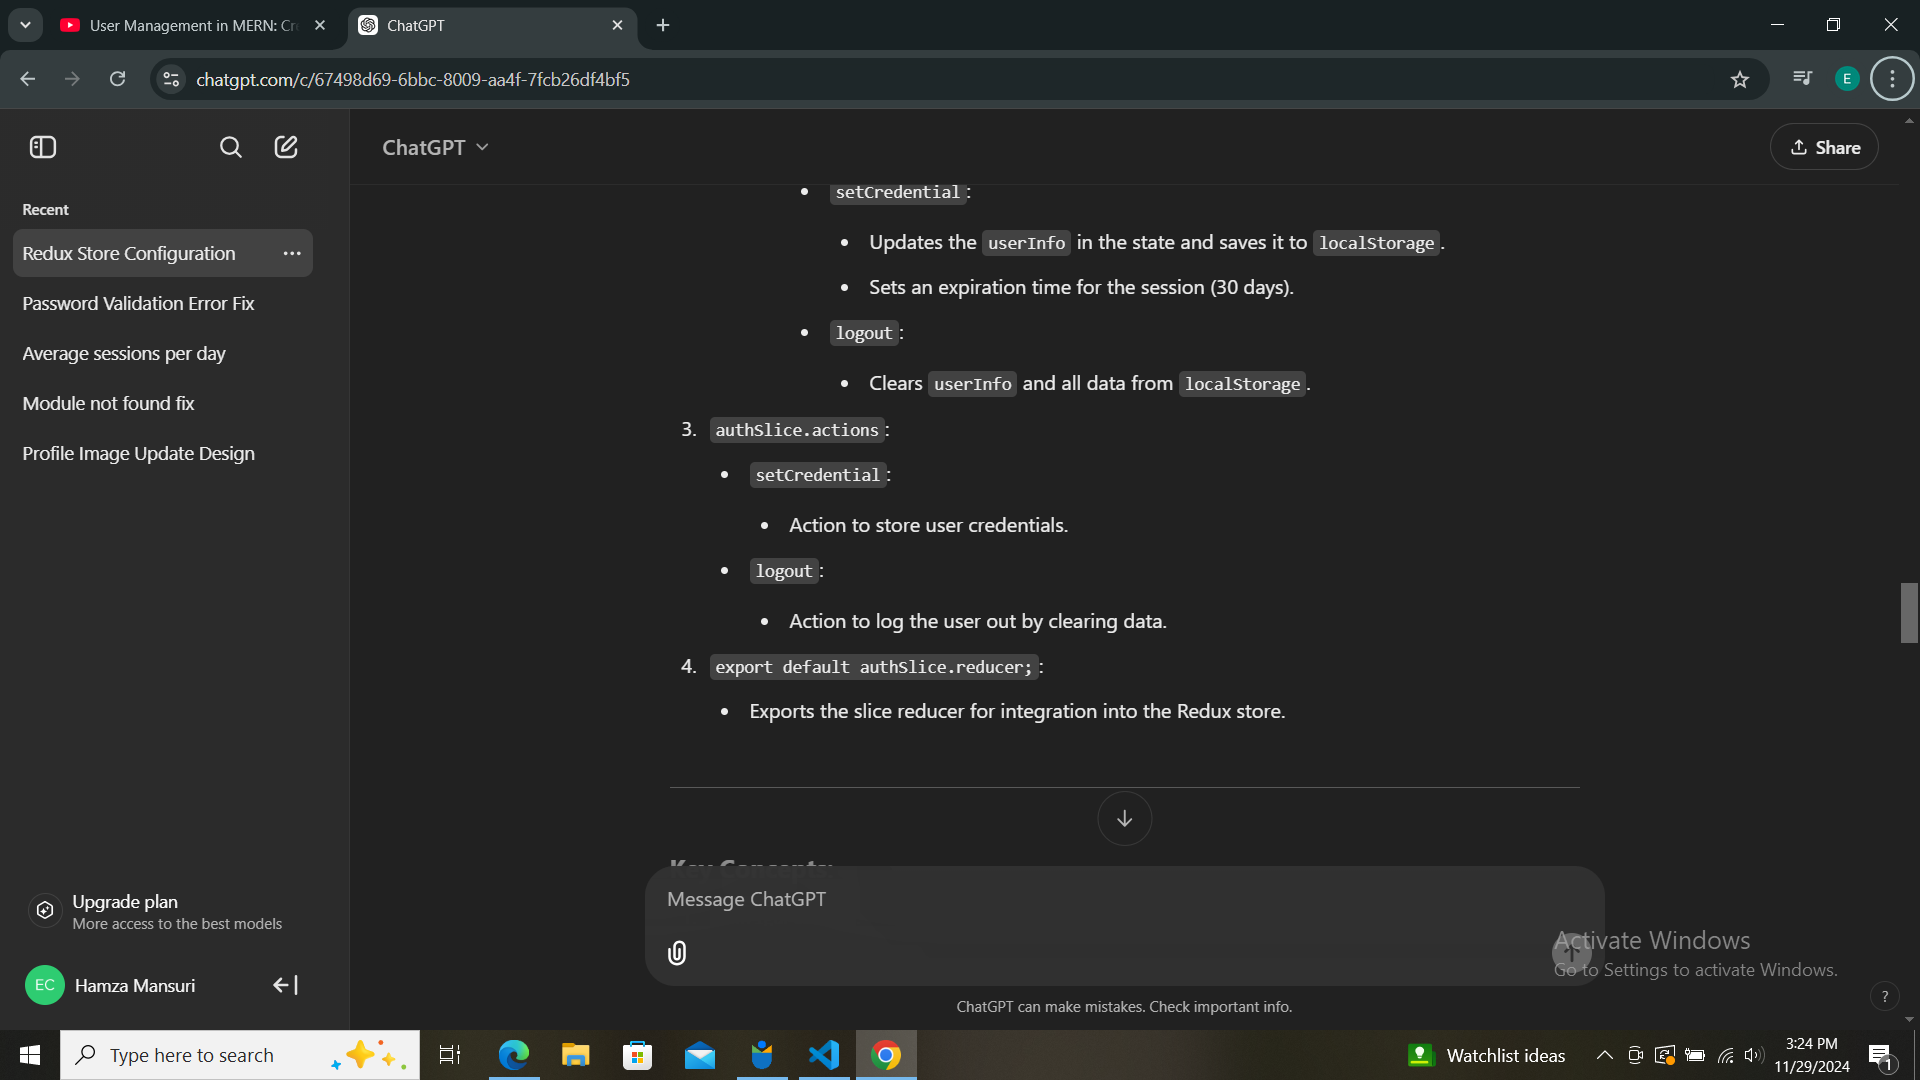 User Management in MERN: Cr
ChatGPT
chatgpt.com/c/67498d69-6bbc-8009-aa4f-7fcb26df4bf5
E
ChatGPT
Share
Recent
Redux Store Configuration
Password Validation Error Fix
Average sessions per day
Module not found fix
Profile Image Update Design
Upgrade plan
More access to the best models
EC
Hamza Mansuri
• setCredential:
• Updates the userInfo in the state and saves it to localStorage.
• Sets an expiration time for the session (30 days).
• logout:
• Clears userInfo and all data from localStorage.
3. authSlice.actions:
• setCredential:
• Action to store user credentials.
• logout:
• Action to log the user out by clearing data.
4. export default authSlice.reducer;:
• Exports the slice reducer for integration into the Redux store.
Key Concepts:
Message ChatGPT
ChatGPT can make mistakes. Check important info.
Activate Windows
Go to Settings to activate Windows.
?
Type here to search
Watchlist ideas
3:24 PM
11/29/2024
1